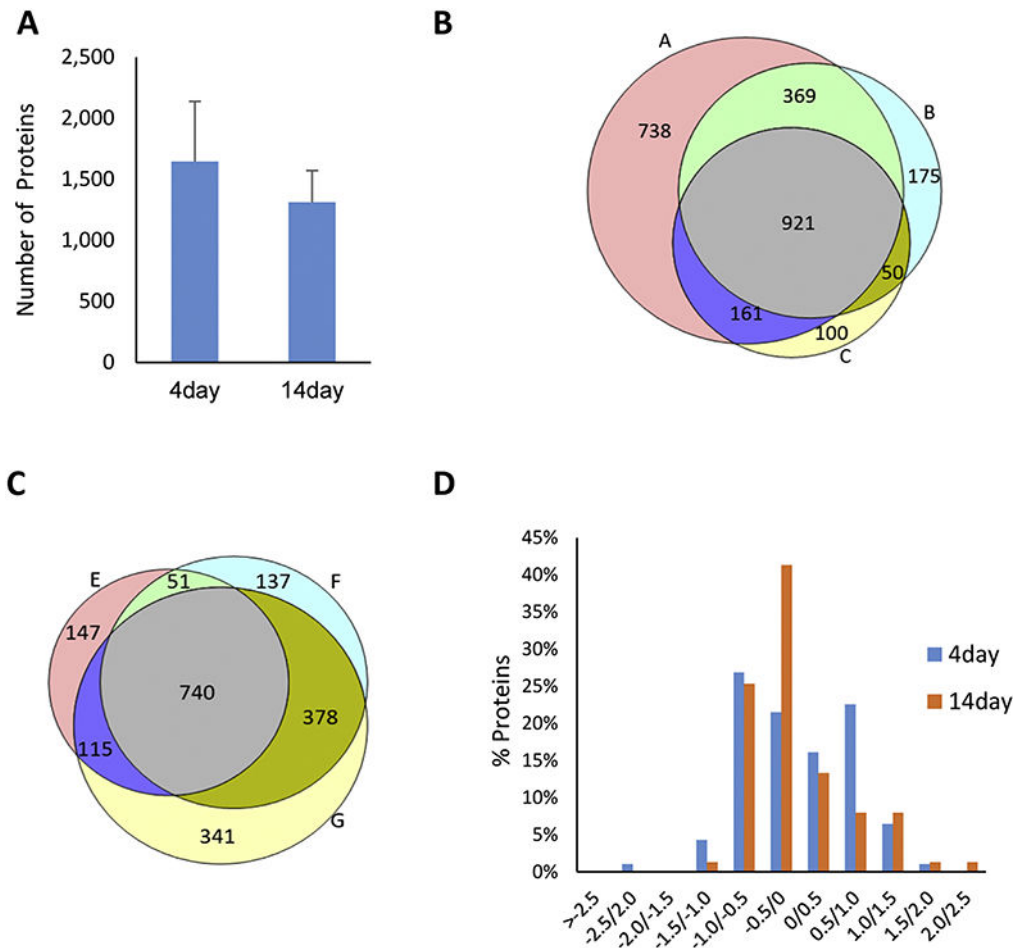 A
Number of Proteins
2,500
2,000
1,500
1,000
500
0
4day
14day
B
A
B
C
738
369
175
921
50
161
100
C
E
F
G
51
137
147
740
378
115
341
D
% Proteins
45%
40%
35%
30%
25%
20%
15%
10%
5%
0%
4day
14day
>-2.5
-2.5/2.0
-2.0/-1.5
-1.5/-1.0
-1.0/-0.5
-0.5/0
0/0.5
0.5/1.0
1.0/1.5
1.5/2.0
2.0/2.5